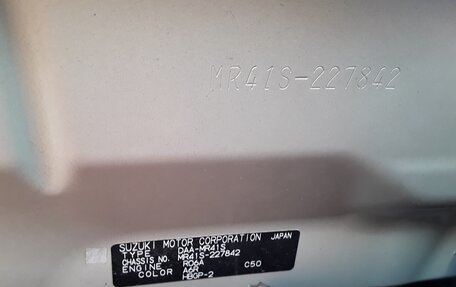 MR41S-227842
SUZUKI MOTOR CORPORATION JAPAN
TYPE DAA-MR41S
CHASSIS NO. MR41S-227842
ENGINE R06A C50
COLOR A6R
HBGP-2